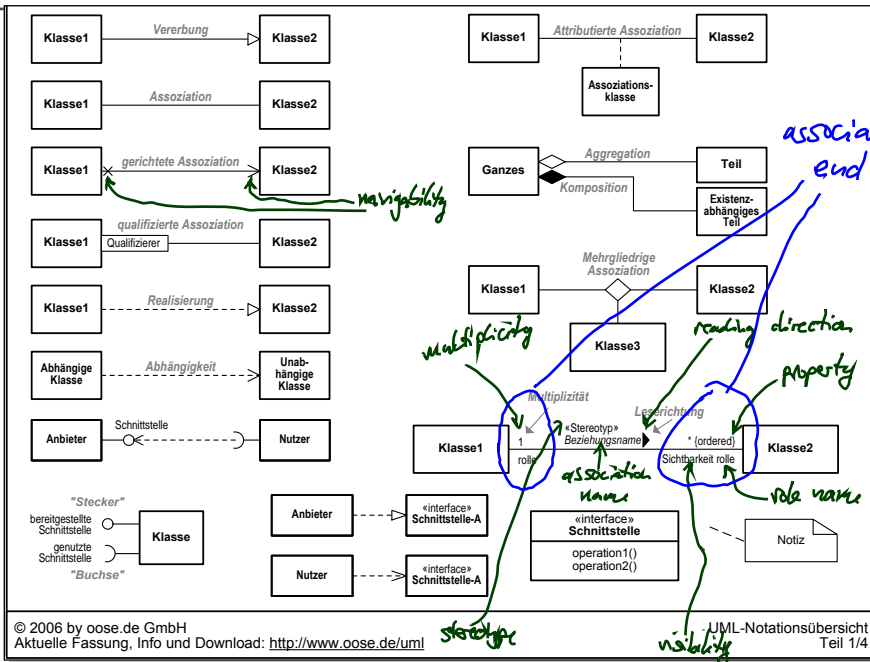 Klasse1 Vererbung Klasse2
Klasse1 Attributierte Assoziation Klasse2
Assoziations-
klasse
Klasse1 Assoziation Klasse2
associa
end
Klasse1 gerichtete Assoziation Klasse2
navigability
Ganzes Aggregation Teil
Komposition
Existenz-
abhängiges
Teil
qualifizierte Assoziation
Klasse1 Qualifizierer Klasse2
Mehrgliedrige
Assoziation
Klasse1 Klasse2
Klasse3
Klasse1 Realisierung Klasse2
multiplicity
reading direction
Abhängige
Klasse
Abhängigkeit
Unab-
hängige
Klasse
property
Multiplizität
Leserichtung
Anbieter Schnittstelle Nutzer
Klasse1
1
rolle
«Stereotyp»
Beziehungsname
* {ordered}
Sichtbarkeit rolle
Klasse2
association
name
role name
"Stecker"
bereitgestellte
Schnittstelle
genutzte
Schnittstelle
"Buchse"
Klasse
Anbieter
«interface»
Schnittstelle-A
Nutzer
«interface»
Schnittstelle-A
«interface»
Schnittstelle
operation1()
operation2()
Notiz
stereotype
visibility
© 2006 by oose.de GmbH
Aktuelle Fassung, Info und Download: http://www.oose.de/uml
UML-Notationsübersicht
Teil 1/4